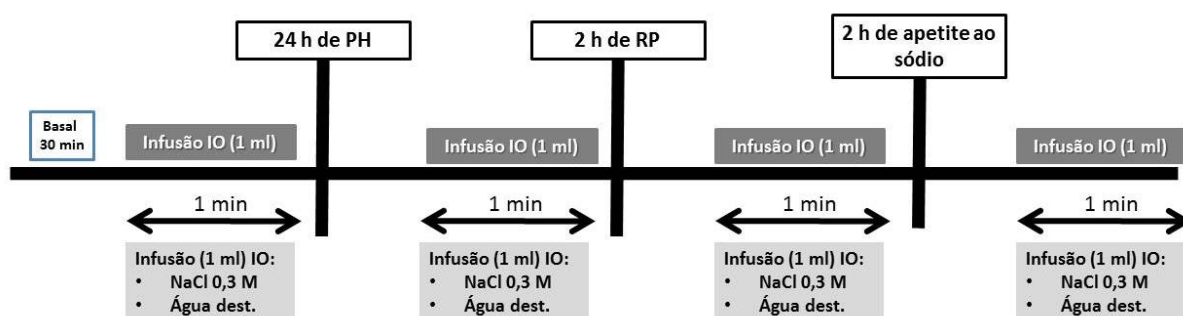 24 h de PH
2 h de RP
2 h de apetite ao
sódio
Basal
30 min
Infusão IO (1 ml)
Infusão IO (1 ml)
Infusão IO (1 ml)
Infusão IO (1 ml)
1 min
1 min
1 min
1 min
Infusão (1 ml) IO:
• NaCl 0,3 M
• Água dest.
Infusão (1 ml) IO:
• NaCl 0,3 M
• Água dest.
Infusão (1 ml) IO:
• NaCl 0,3 M
• Água dest.
Infusão (1 ml) IO:
• NaCl 0,3 M
• Água dest.